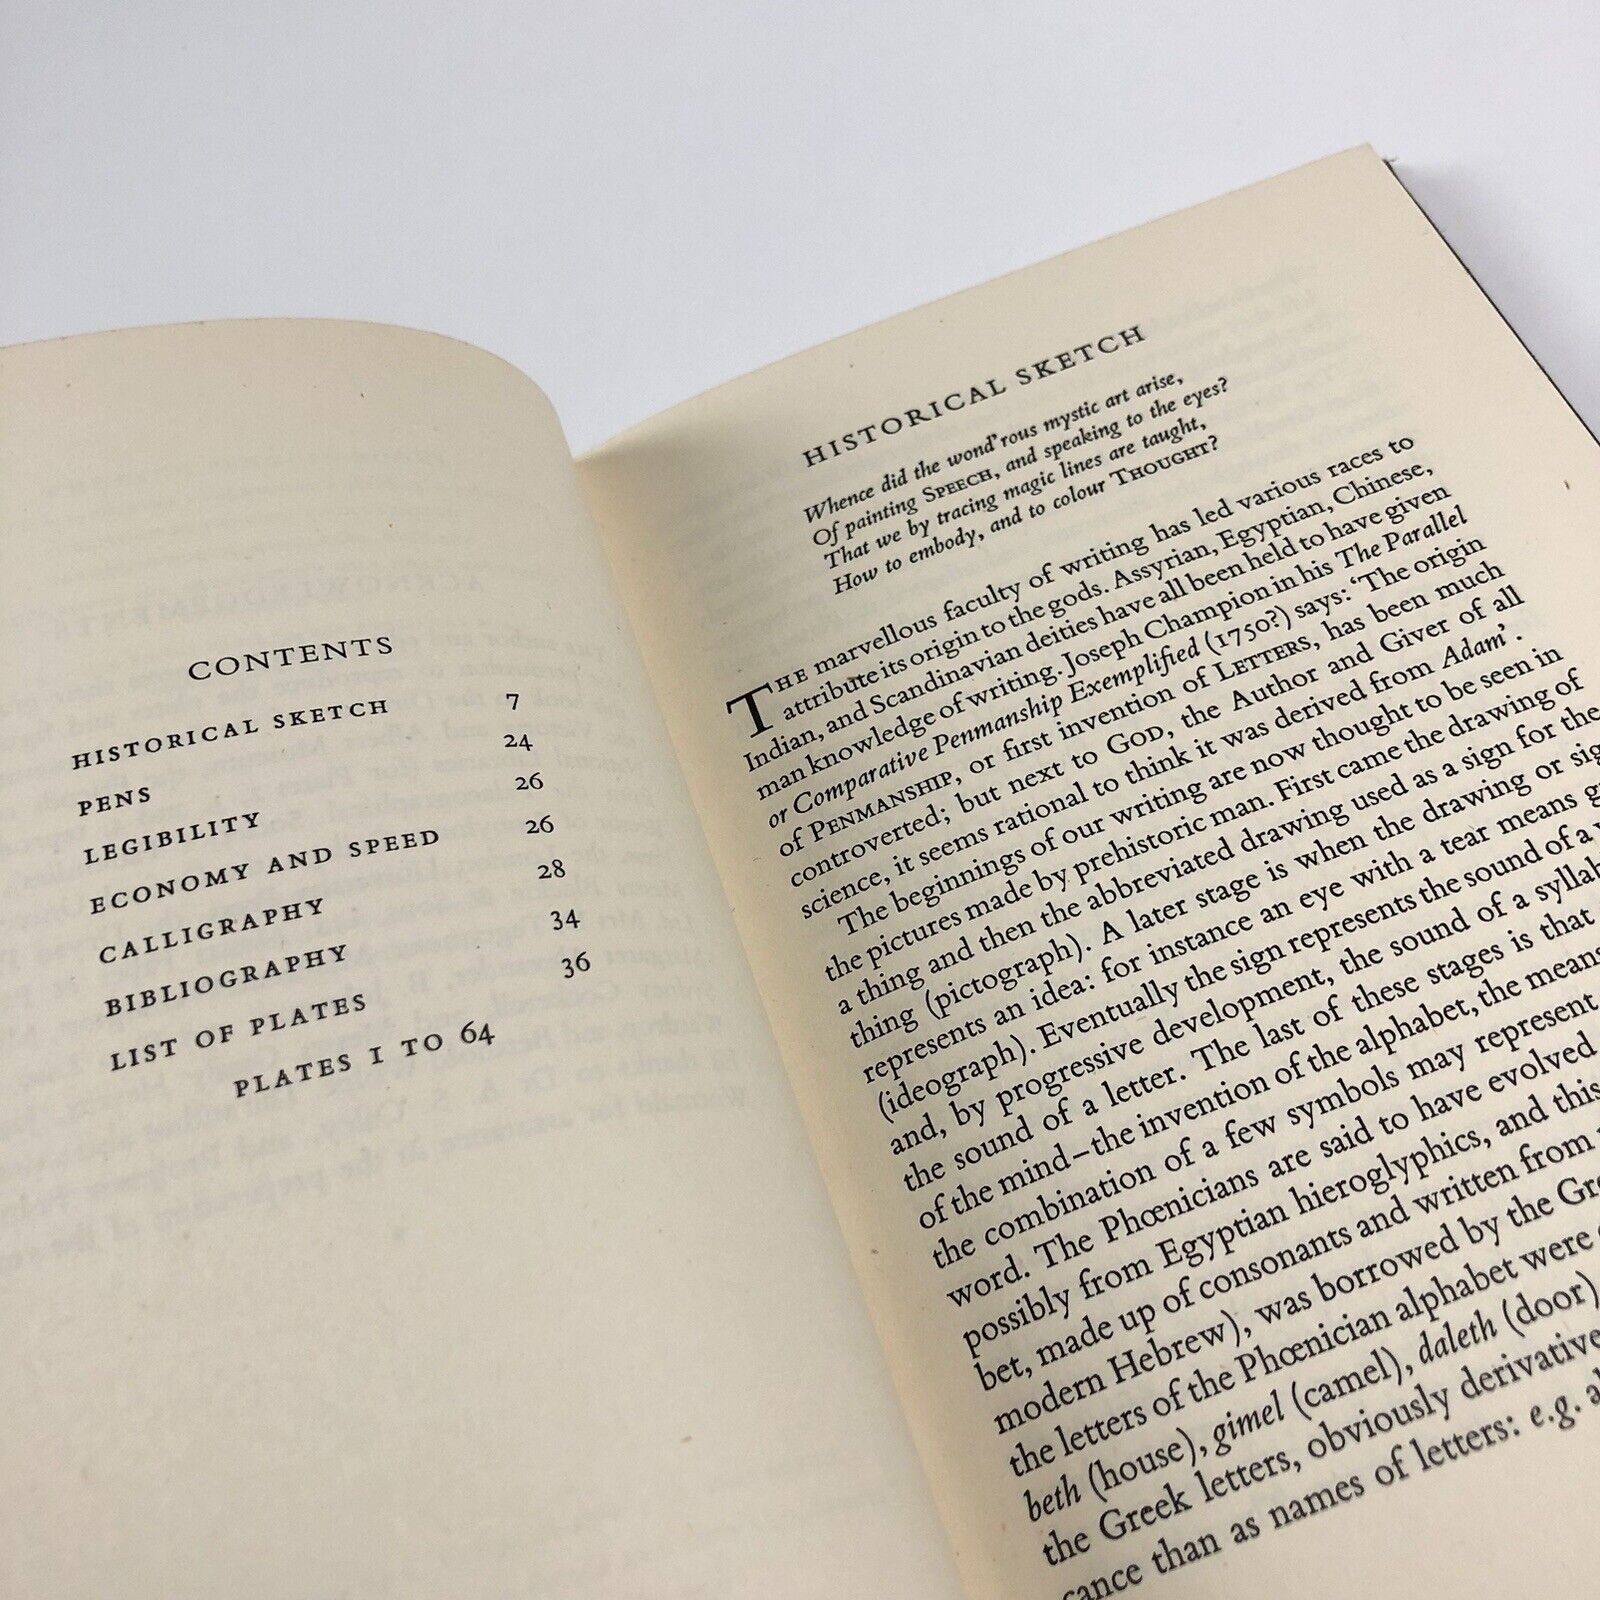 CONTENTS
HISTORICAL SKETCH 7
PENS 24
LEGIBILITY 26
ECONOMY AND SPEED 26
CALLIGRAPHY 28
BIBLIOGRAPHY 34
LIST OF PLATES 36
PLATES I TO 64
HISTORICAL SKETCH
Whence did the wond'rous mystic art arise,
Of painting SPEECH, and speaking to the eyes?
That we by tracing magic lines are taught,
How to embody, and to colour THOUGHT?
THE marvellous faculty of writing has led various races to
attribute its origin to the gods. Assyrian, Egyptian, Chinese,
Indian, and Scandinavian deities have all been held to have given
man knowledge of writing. Joseph Champion in his The Parallel
or Comparative Penmanship Exemplified (1750?) says: 'The origin
of PENMANSHIP, or first invention of LETTERS, has been much
controverted; but next to GOD, the Author and Giver of all
science, it seems rational to think it was derived from Adam'.
The beginnings of our writing are now thought to be seen in
the pictures made by prehistoric man. First came the drawing of
a thing and then the abbreviated drawing used as a sign for the
thing (pictograph). A later stage is when the drawing or
represents an idea: for instance an eye with a tear means
(ideograph). Eventually the sign represents the sound of a
and, by progressive development, the sound of a
the sound of a letter. The last of these stages is that
of the mind–the invention of the alphabet, the means
the combination of a few symbols may represent
word. The Phœnicians are said to have evolved
possibly from Egyptian hieroglyphics, and this
bet, made up of consonants and written from
modern Hebrew), was borrowed by the
the letters of the Phœnician alphabet were
beth (house), gimel (camel), daleth (door)
the Greek letters, obviously
cance than as names of letters: e.g.